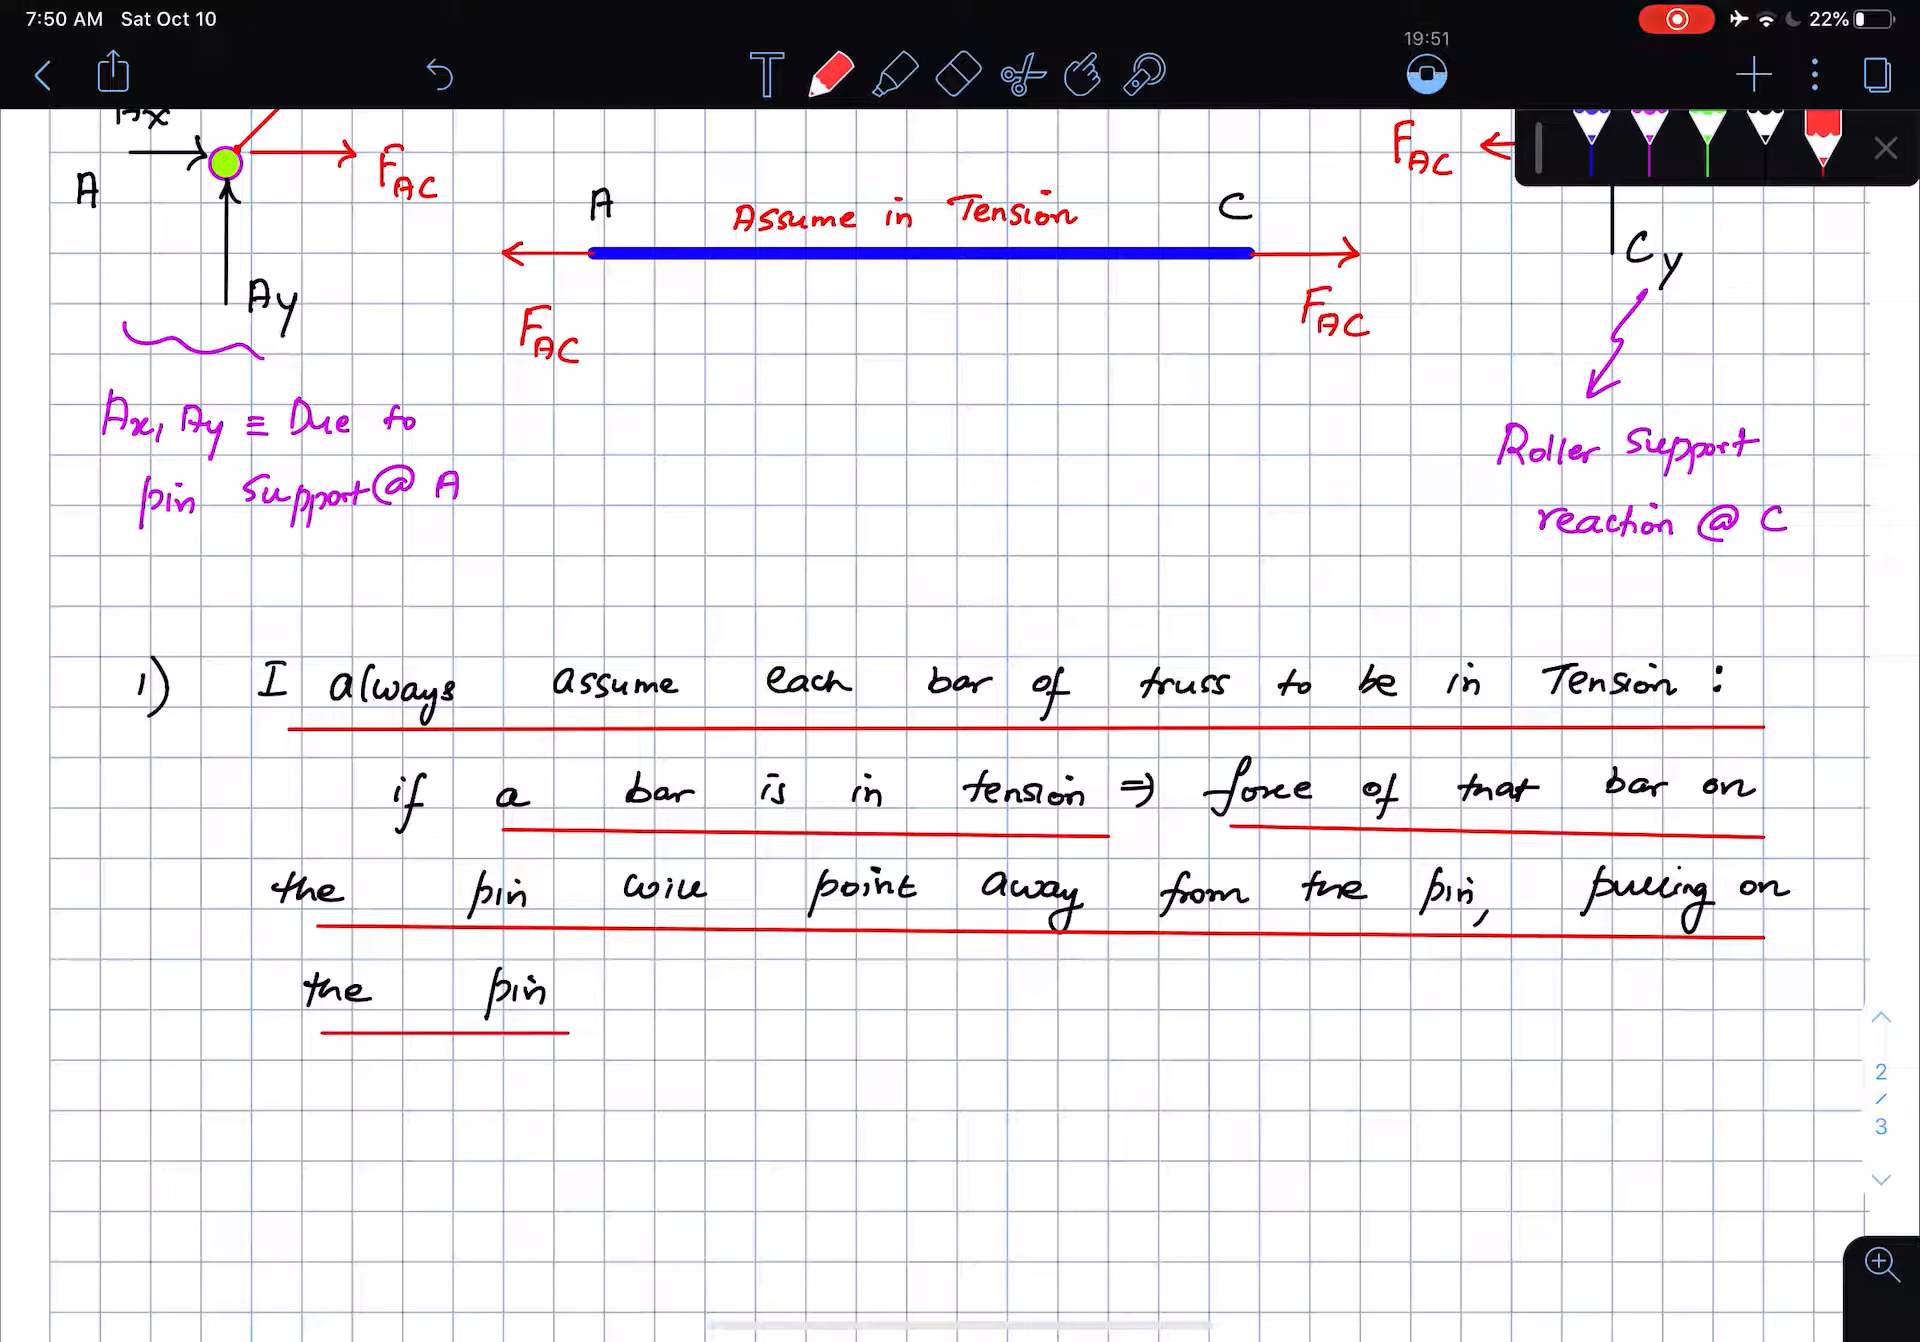 7:50 AM Sat Oct 10
22%
19:51
Ax
A
FAC
Ay
A
Assume in Tension
C
FAC
FAC
FAC
Cy
Ax, Ay ≡ Due to
pin support @ A
Roller support
reaction @ C
1) I always assume each bar of truss to be in Tension :
if a bar is in tension ⇒ force of that bar on
the pin will point away from the pin, pulling on
the pin
2
/
3